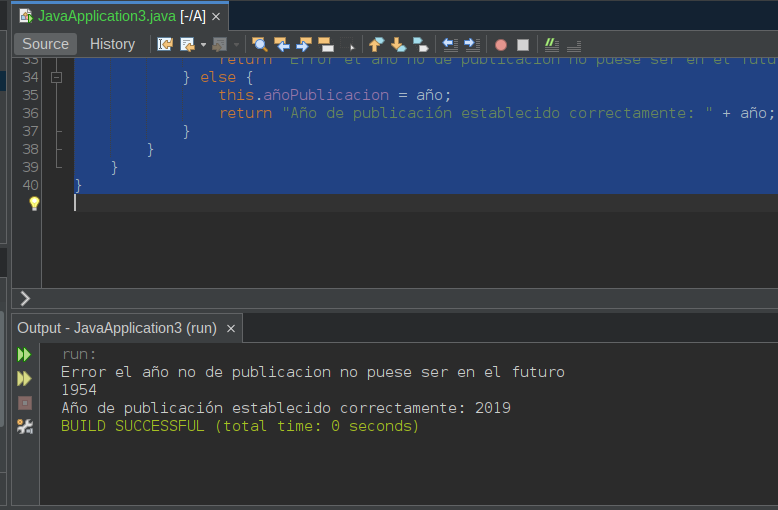 JavaApplication3.java [-/A] ×
Source History
33 return "Error el año no de publicacion no puese ser en el futu
34 } else {
35 this.añoPublicacion = año;
36 return "Año de publicación establecido correctamente: " + año;
37 }
38 }
39 }
40 }
Output - JavaApplication3 (run) ×
run:
Error el año no de publicacion no puese ser en el futuro
1954
Año de publicación establecido correctamente: 2019
BUILD SUCCESSFUL (total time: 0 seconds)